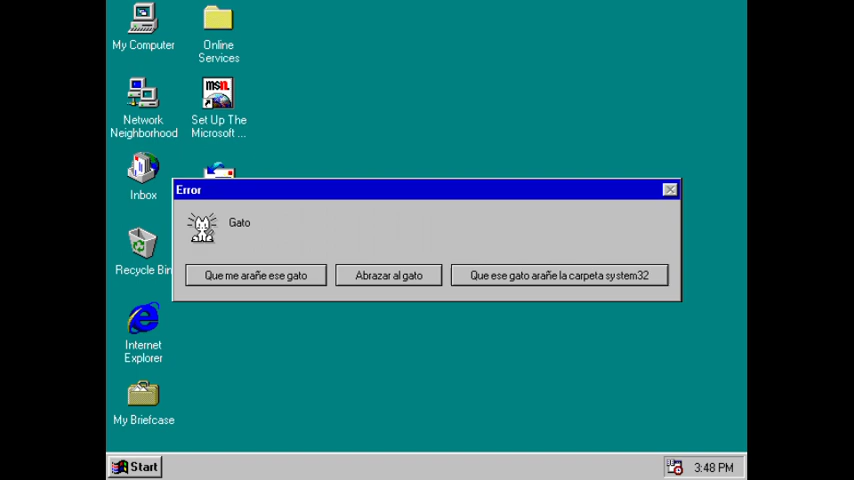 My Computer
Online
Services
msn
Network
Neighborhood
Set Up The
Microsoft ...
Inbox
Error
Gato
Recycle Bin
Que me arañe ese gato
Abrazar al gato
Que ese gato arañe la carpeta system32
Internet
Explorer
My Briefcase
Start
3:48 PM